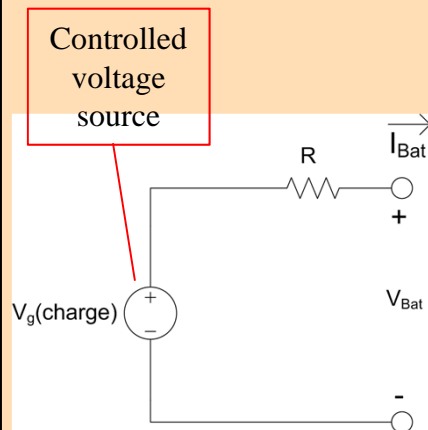 Controlled
voltage
source
I_Bat
R
+
V_g(charge)
+
−
V_Bat
-